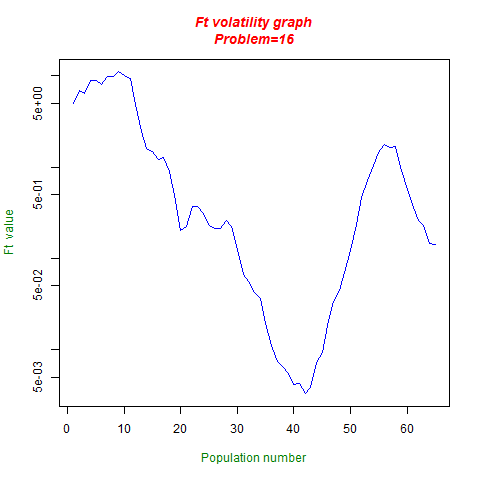 Ft volatility graph
Problem=16
5e+00
5e-01
5e-02
5e-03
Ft value
0 10 20 30 40 50 60
Population number